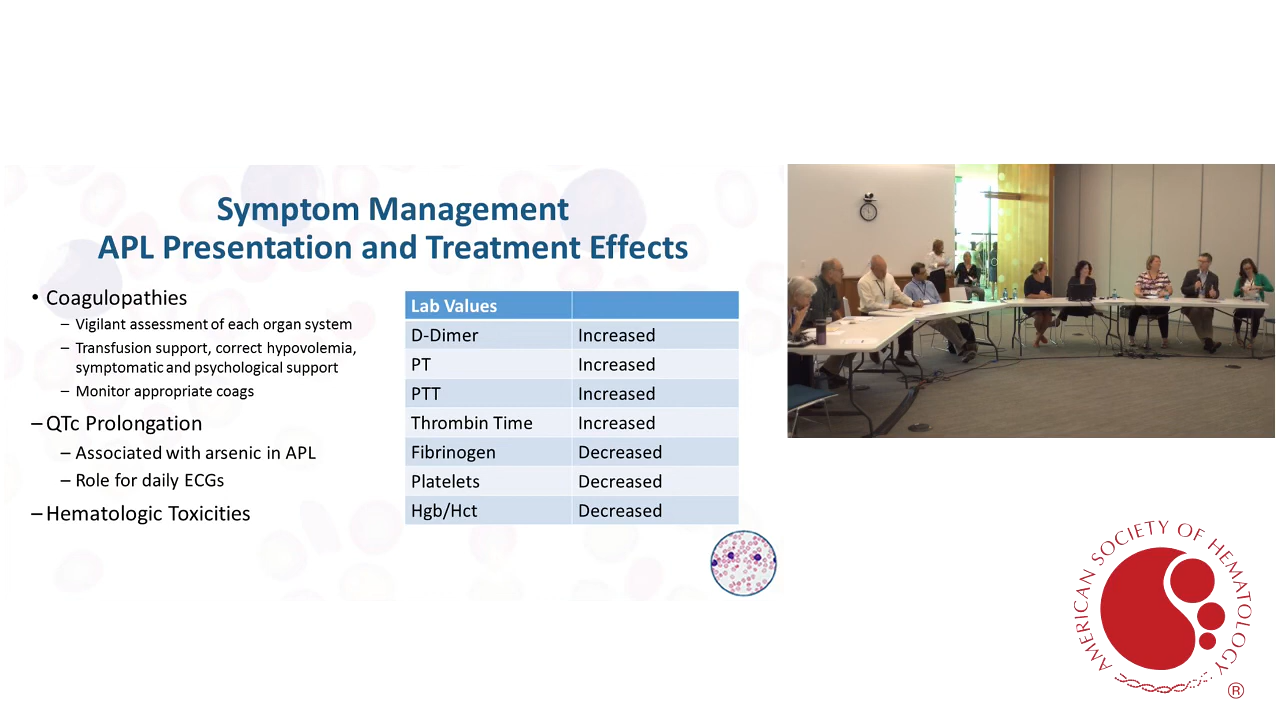 Symptom Management
APL Presentation and Treatment Effects
• Coagulopathies
– Vigilant assessment of each organ system
– Transfusion support, correct hypovolemia,
symptomatic and psychological support
– Monitor appropriate coags
– QTc Prolongation
– Associated with arsenic in APL
– Role for daily ECGs
– Hematologic Toxicities
Lab Values
D-Dimer Increased
PT Increased
PTT Increased
Thrombin Time Increased
Fibrinogen Decreased
Platelets Decreased
Hgb/Hct Decreased
AMERICAN SOCIETY OF HEMATOLOGY
®